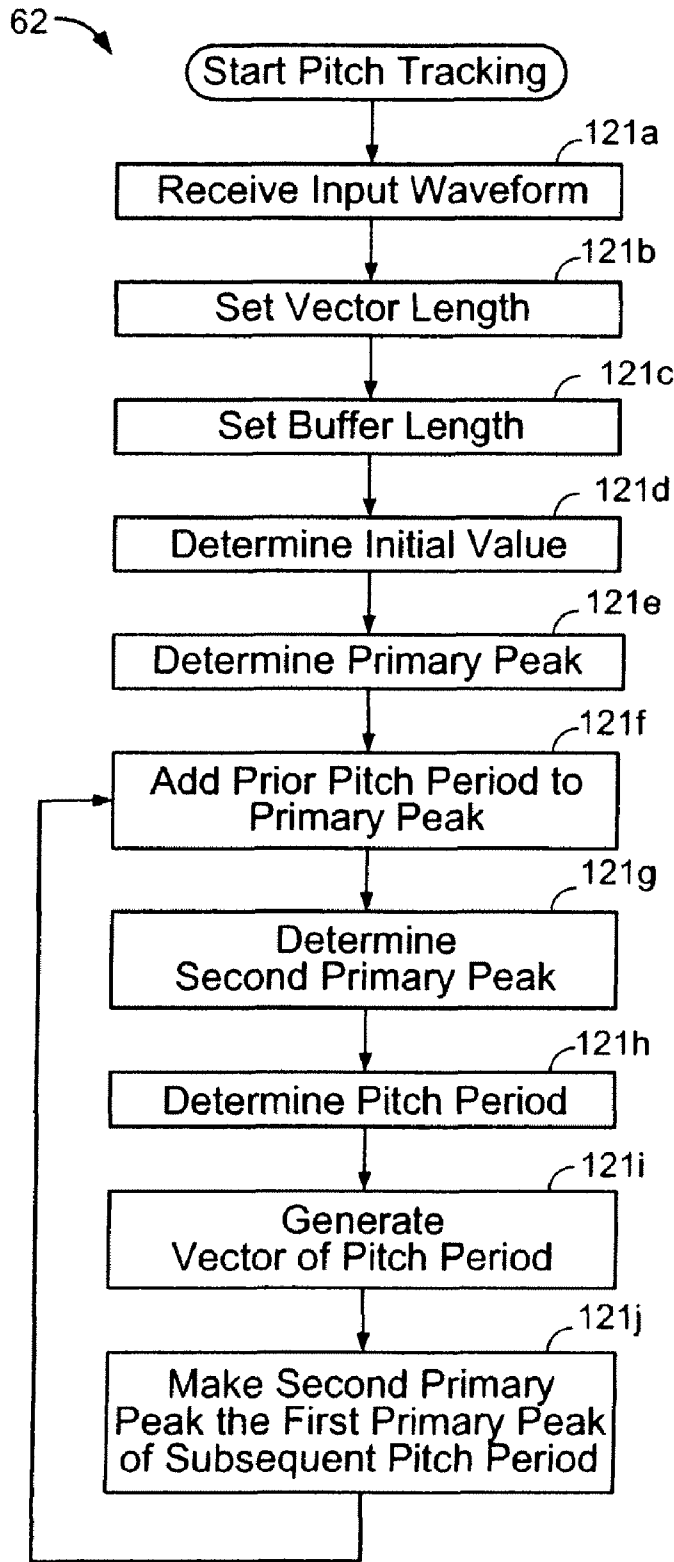 62
Start Pitch Tracking
121a
Receive Input Waveform
121b
Set Vector Length
121c
Set Buffer Length
121d
Determine Initial Value
121e
Determine Primary Peak
121f
Add Prior Pitch Period to
Primary Peak
121g
Determine
Second Primary Peak
121h
Determine Pitch Period
121i
Generate
Vector of Pitch Period
121j
Make Second Primary
Peak the First Primary Peak
of Subsequent Pitch Period